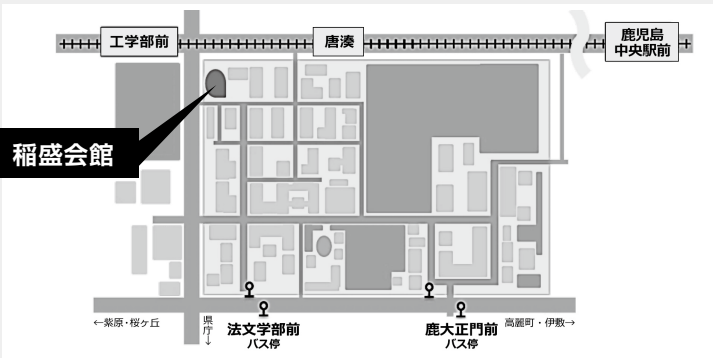 工学部前
唐湊
鹿児島
中央駅前
稲盛会館
←紫原・桜ヶ丘
県庁→
法文学部前
バス停
鹿大正門前
バス停
高麗町・伊敷→